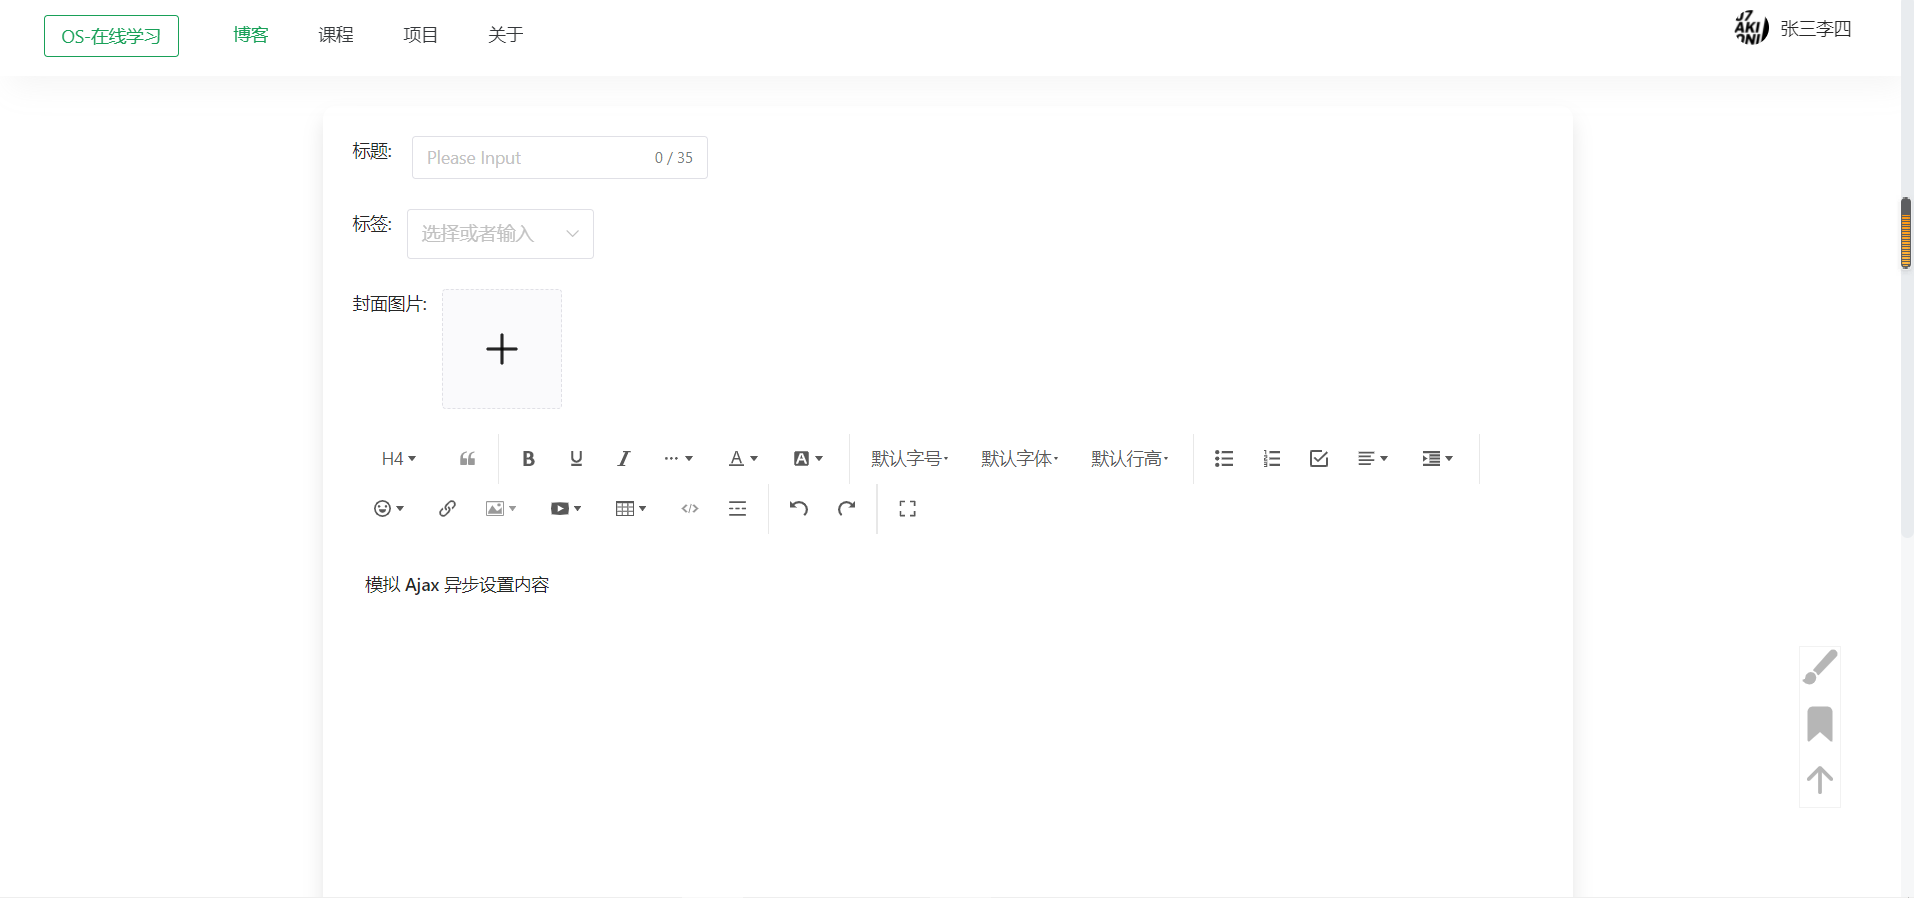 OS-在线学习 博客 课程 项目 关于 张三李四
标题: Please Input 0 / 35
标签: 选择或者输入
封面图片:
H4 B U I A A 默认字号 默认字体 默认行高
模拟 Ajax 异步设置内容